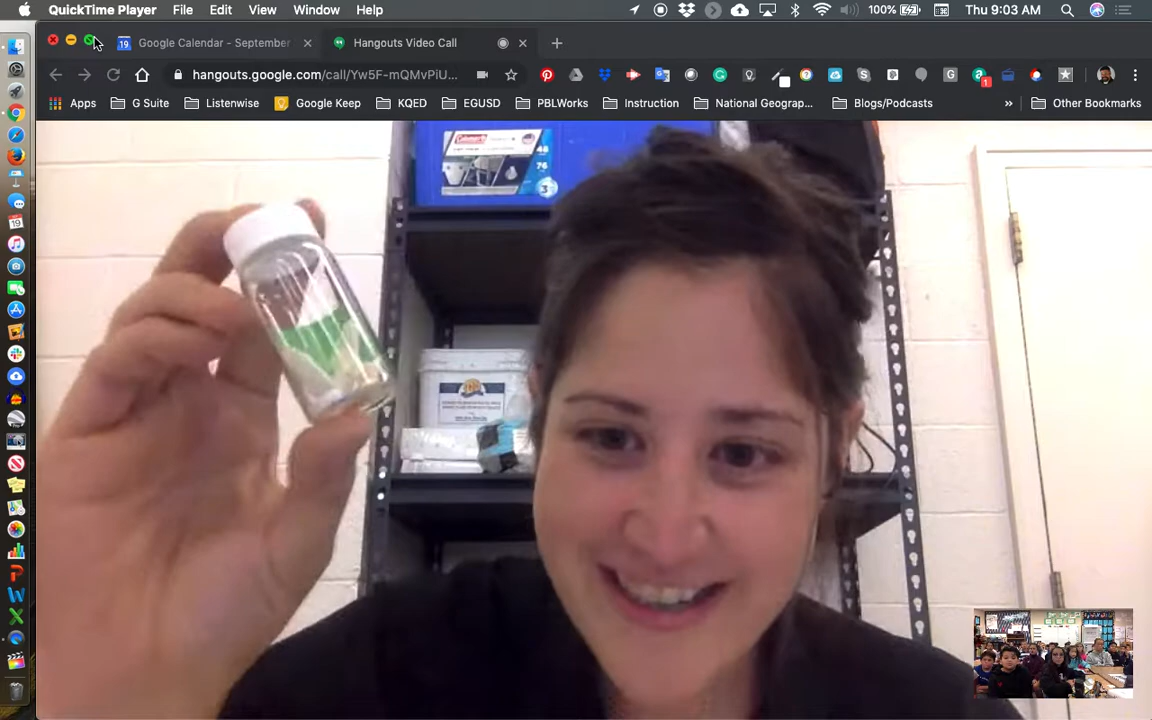 QuickTime Player File Edit View Window Help 100% Thu 9:03 AM
19 Google Calendar - September Hangouts Video Call
hangouts.google.com/call/Yw5F-mQMvPiU...
Apps G Suite Listenwise Google Keep KQED EGUSD PBLWorks Instruction National Geograp... Blogs/Podcasts » Other Bookmarks
Coleman